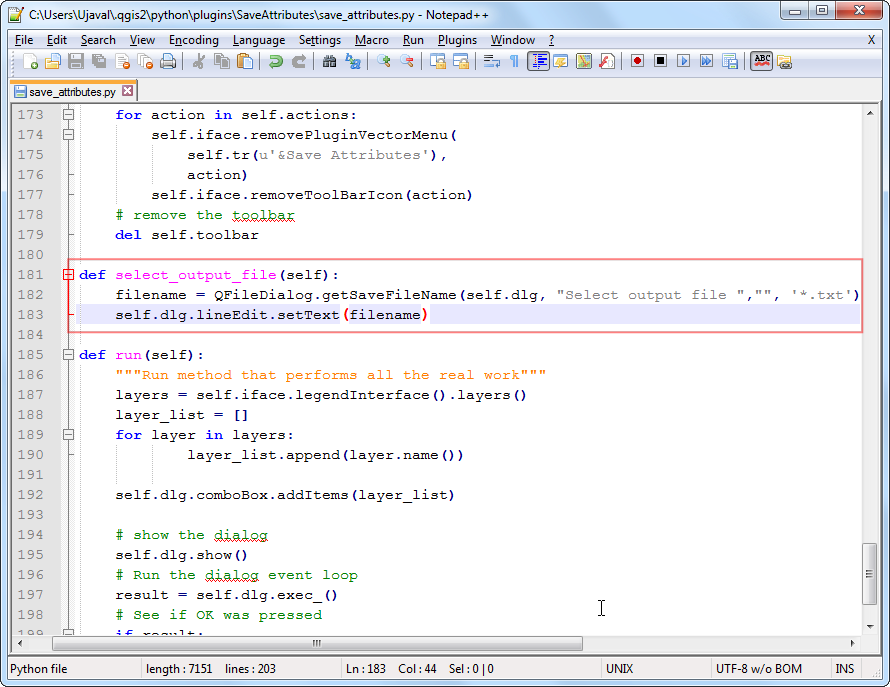 C:\Users\Ujaval\.qgis2\python\plugins\SaveAttributes\save_attributes.py - Notepad++
File Edit Search View Encoding Language Settings Macro Run Plugins Window ? X
ABC
save_attributes.py
173 for action in self.actions:
174 self.iface.removePluginVectorMenu(
175 self.tr(u'&Save Attributes'),
176 action)
177 self.iface.removeToolBarIcon(action)
178 # remove the toolbar
179 del self.toolbar
180
181 def select_output_file(self):
182 filename = QFileDialog.getSaveFileName(self.dlg, "Select output file ","", '*.txt')
183 self.dlg.lineEdit.setText(filename)
184
185 def run(self):
186 """Run method that performs all the real work"""
187 layers = self.iface.legendInterface().layers()
188 layer_list = []
189 for layer in layers:
190 layer_list.append(layer.name())
191
192 self.dlg.comboBox.addItems(layer_list)
193
194 # show the dialog
195 self.dlg.show()
196 # Run the dialog event loop
197 result = self.dlg.exec_()
198 # See if OK was pressed
199 if result:
Python file length : 7151 lines : 203 Ln : 183 Col : 44 Sel : 0 | 0 UNIX UTF-8 w/o BOM INS